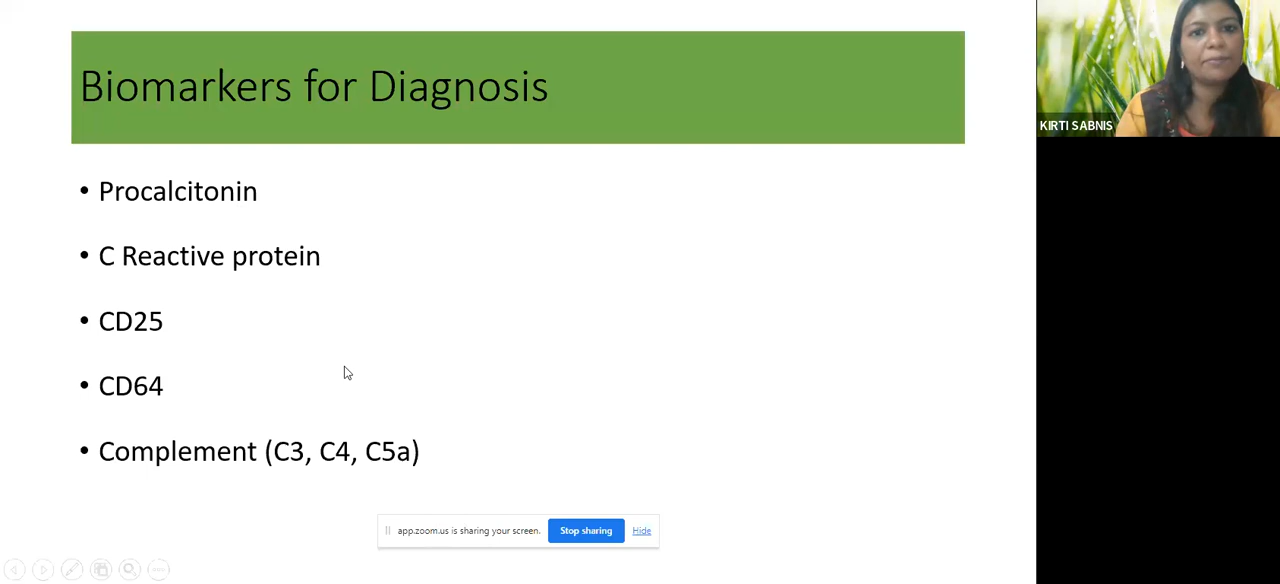 Biomarkers for Diagnosis
KIRTI SABNIS
• Procalcitonin
• C Reactive protein
• CD25
• CD64
• Complement (C3, C4, C5a)
app.zoom.us is sharing your screen. Stop sharing Hide